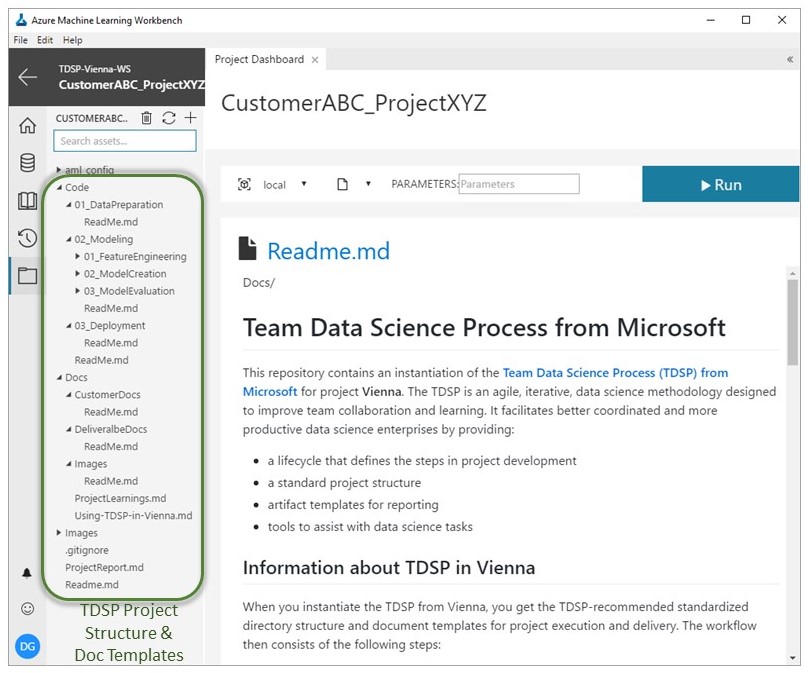 Azure Machine Learning Workbench
File Edit Help
TDSP-Vienna-WS
CustomerABC_ProjectXYZ
CUSTOMERABC..
Search assets...
aml_config
Code
01_DataPreparation
ReadMe.md
02_Modeling
01_FeatureEngineering
02_ModelCreation
03_ModelEvaluation
ReadMe.md
03_Deployment
ReadMe.md
ReadMe.md
Docs
CustomerDocs
ReadMe.md
DeliveralbeDocs
ReadMe.md
Images
ReadMe.md
ProjectLearnings.md
Using-TDSP-in-Vienna.md
Images
.gitignore
ProjectReport.md
Readme.md
TDSP Project
Structure &
Doc Templates
DG
Project Dashboard
CustomerABC_ProjectXYZ
local PARAMETERS: Parameters Run
Readme.md
Docs/
Team Data Science Process from Microsoft
This repository contains an instantiation of the Team Data Science Process (TDSP) from
Microsoft for project Vienna. The TDSP is an agile, iterative, data science methodology designed
to improve team collaboration and learning. It facilitates better coordinated and more
productive data science enterprises by providing:
• a lifecycle that defines the steps in project development
• a standard project structure
• artifact templates for reporting
• tools to assist with data science tasks
Information about TDSP in Vienna
When you instantiate the TDSP from Vienna, you get the TDSP-recommended standardized
directory structure and document templates for project execution and delivery. The workflow
then consists of the following steps: